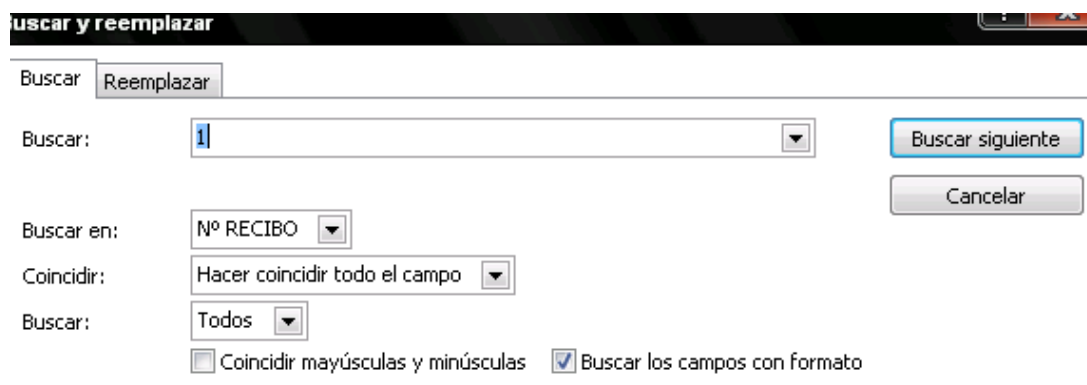 Buscar y reemplazar
Buscar Reemplazar
Buscar: 1 Buscar siguiente
Cancelar
Buscar en: Nº RECIBO
Coincidir: Hacer coincidir todo el campo
Buscar: Todos
Coincidir mayúsculas y minúsculas Buscar los campos con formato